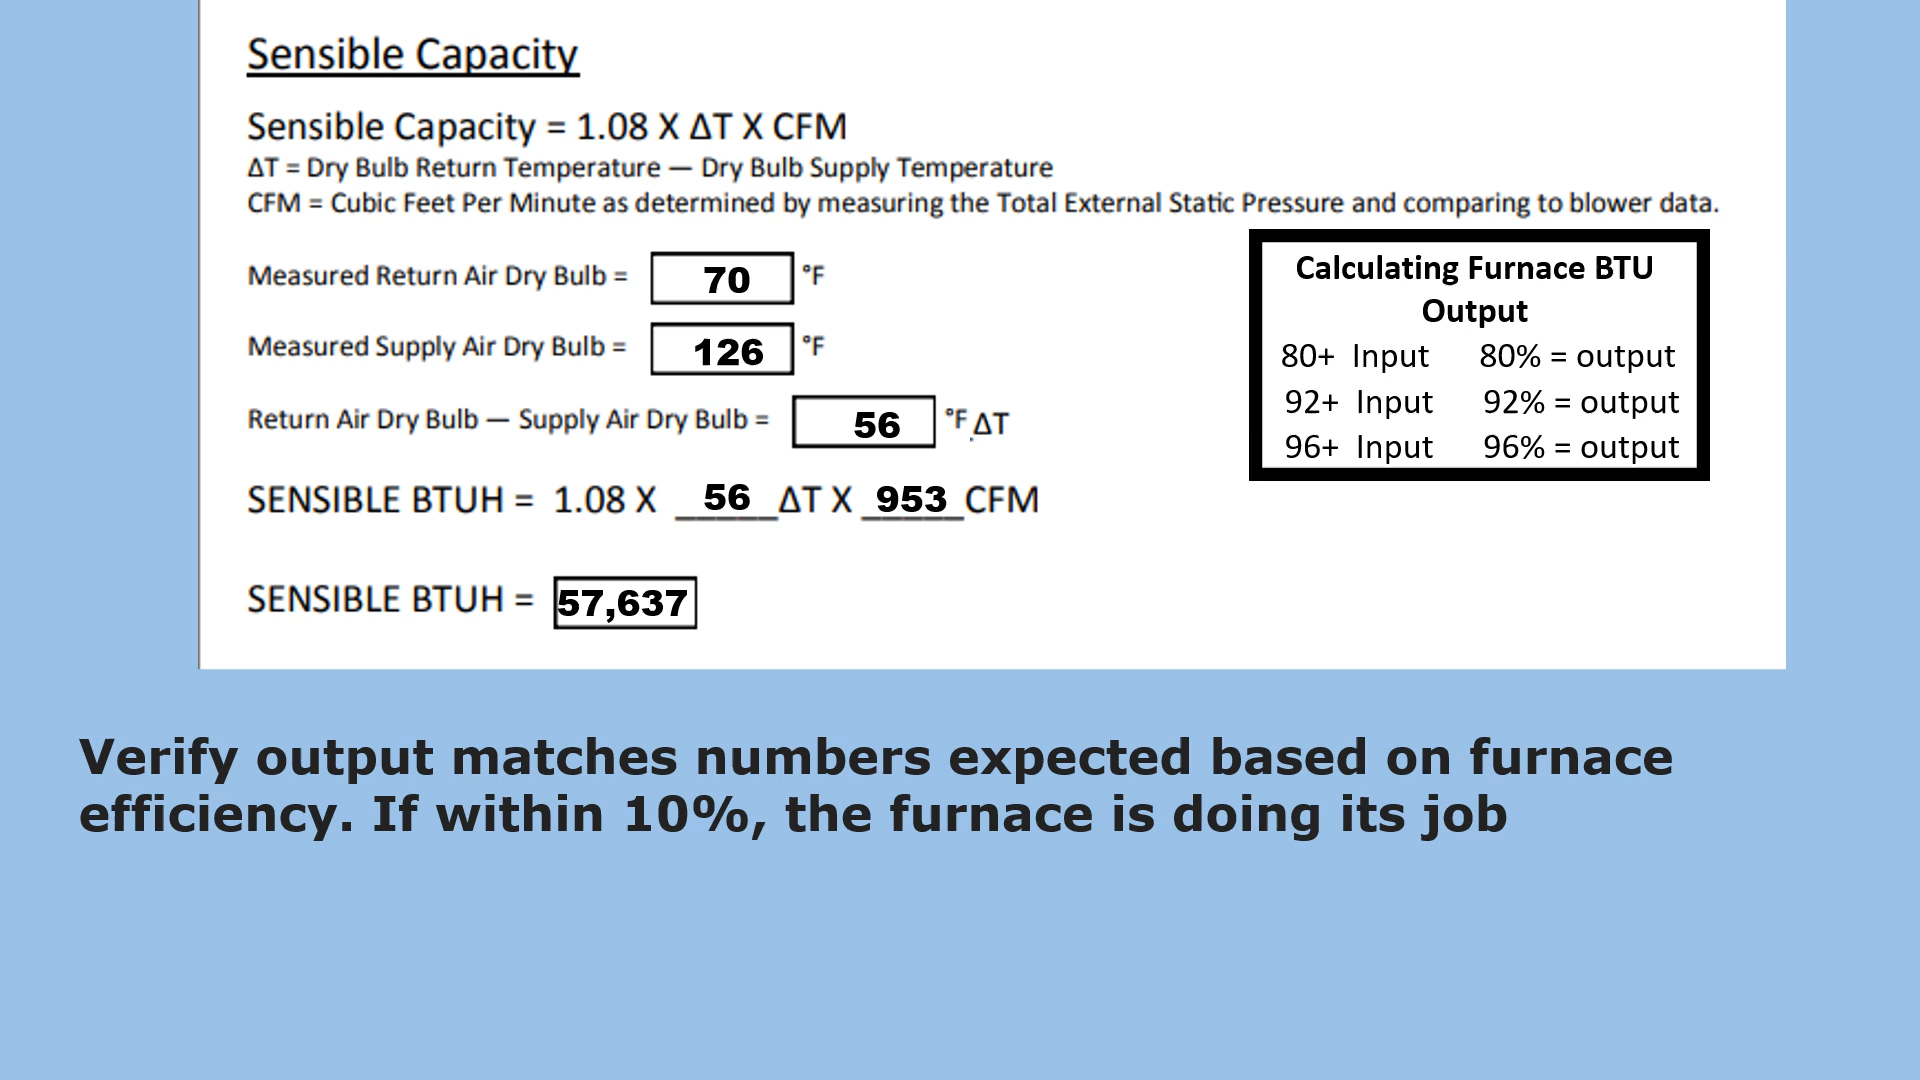 Sensible Capacity
Sensible Capacity = 1.08 X ΔT X CFM
ΔT = Dry Bulb Return Temperature — Dry Bulb Supply Temperature
CFM = Cubic Feet Per Minute as determined by measuring the Total External Static Pressure and comparing to blower data.
Measured Return Air Dry Bulb = 70 °F
Measured Supply Air Dry Bulb = 126 °F
Return Air Dry Bulb — Supply Air Dry Bulb = 56 °F ΔT
SENSIBLE BTUH = 1.08 X 56 ΔT X 953 CFM
SENSIBLE BTUH = 57,637
Calculating Furnace BTU
Output
80+ Input 80% = output
92+ Input 92% = output
96+ Input 96% = output
Verify output matches numbers expected based on furnace
efficiency. If within 10%, the furnace is doing its job